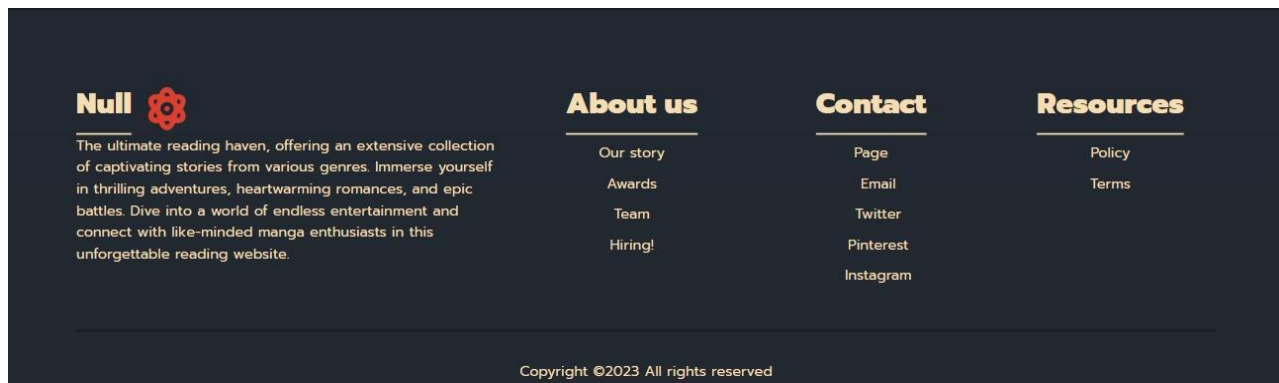 Null
The ultimate reading haven, offering an extensive collection
of captivating stories from various genres. Immerse yourself
in thrilling adventures, heartwarming romances, and epic
battles. Dive into a world of endless entertainment and
connect with like-minded manga enthusiasts in this
unforgettable reading website.
About us
Our story
Awards
Team
Hiring!
Contact
Page
Email
Twitter
Pinterest
Instagram
Resources
Policy
Terms
Copyright ©2023 All rights reserved